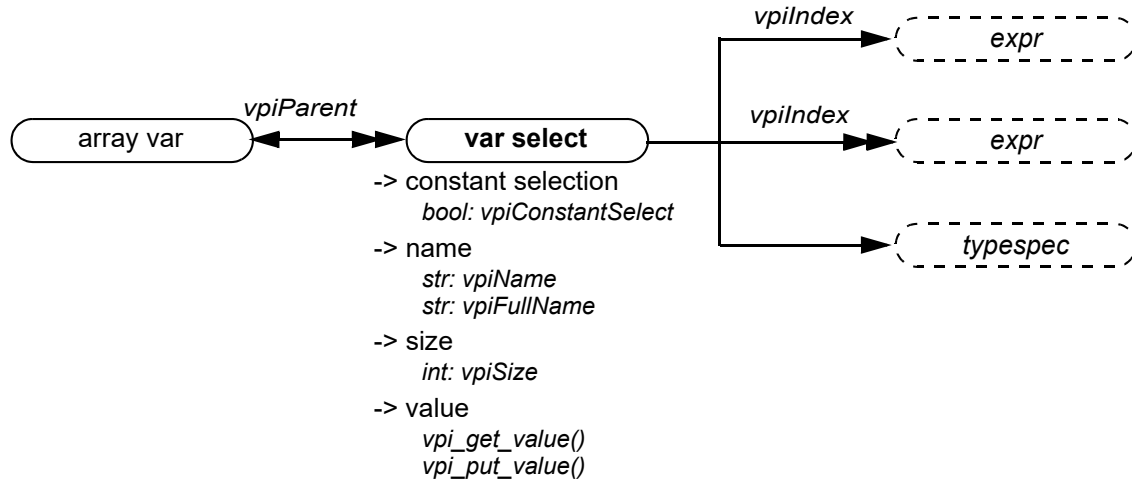 vpiIndex
expr
vpiParent
vpiIndex
array var
var select
expr
-> constant selection
bool: vpiConstantSelect
-> name
typespec
str: vpiName
str: vpiFullName
-> size
int: vpiSize
-> value
vpi_get_value()
vpi_put_value()